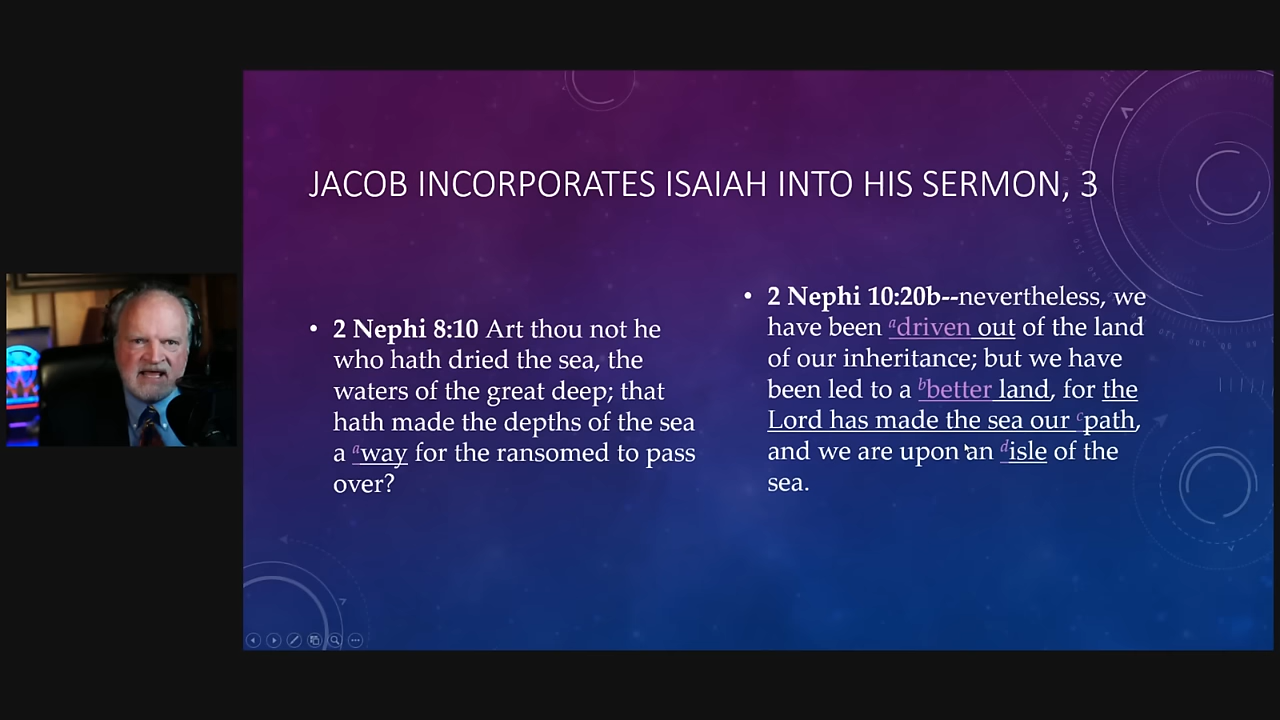 JACOB INCORPORATES ISAIAH INTO HIS SERMON, 3
• 2 Nephi 8:10 Art thou not he
who hath dried the sea, the
waters of the great deep; that
hath made the depths of the sea
a away for the ransomed to pass
over?
• 2 Nephi 10:20b--nevertheless, we
have been adriven out of the land
of our inheritance; but we have
been led to a bbetter land, for the
Lord has made the sea our cpath,
and we are upon an disle of the
sea.